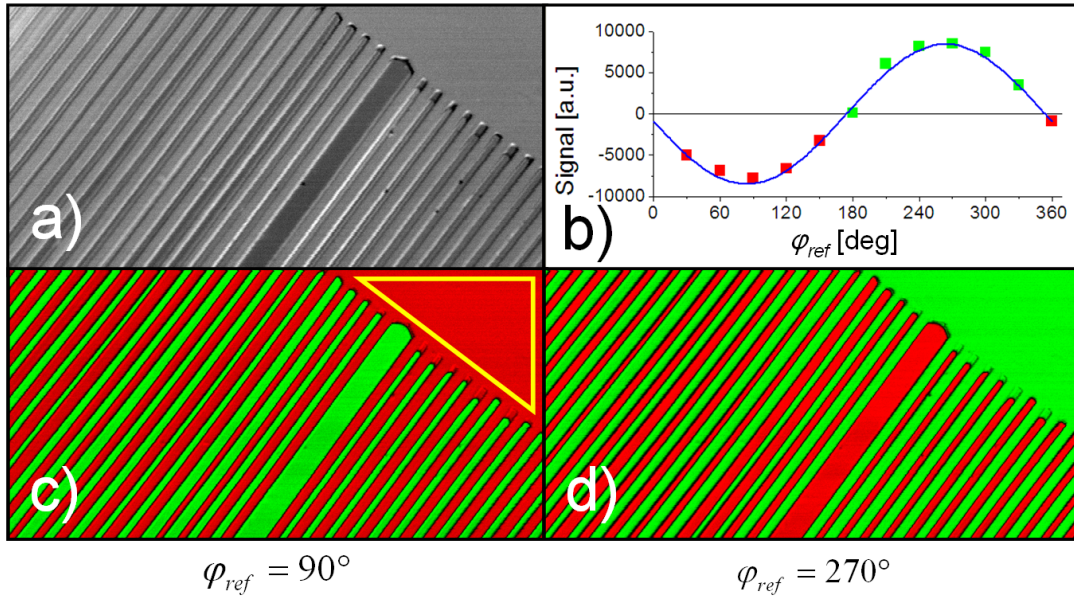 a)
10000
5000
0
-5000
-10000
Signal [a.u.]
0 60 120 180 240 300 360
φref [deg]
b)
c)
d)
φref = 90°
φref = 270°